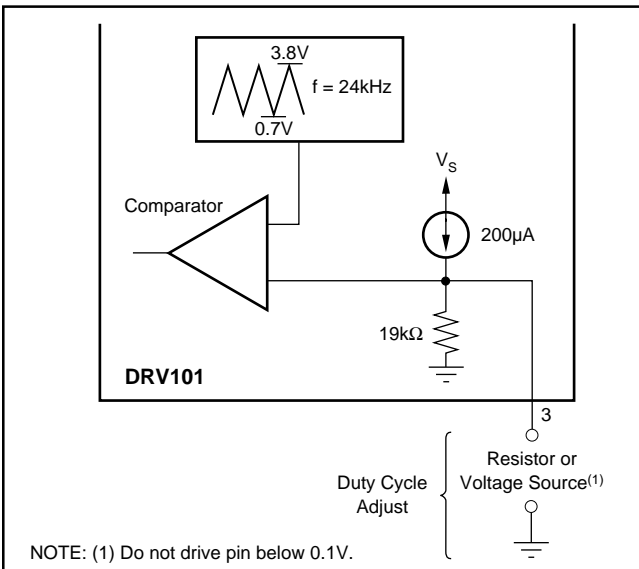 3.8V
f = 24kHz
0.7V
V_S
Comparator
200µA
19kΩ
DRV101
3
Resistor or
Voltage Source(1)
Duty Cycle
Adjust
NOTE: (1) Do not drive pin below 0.1V.